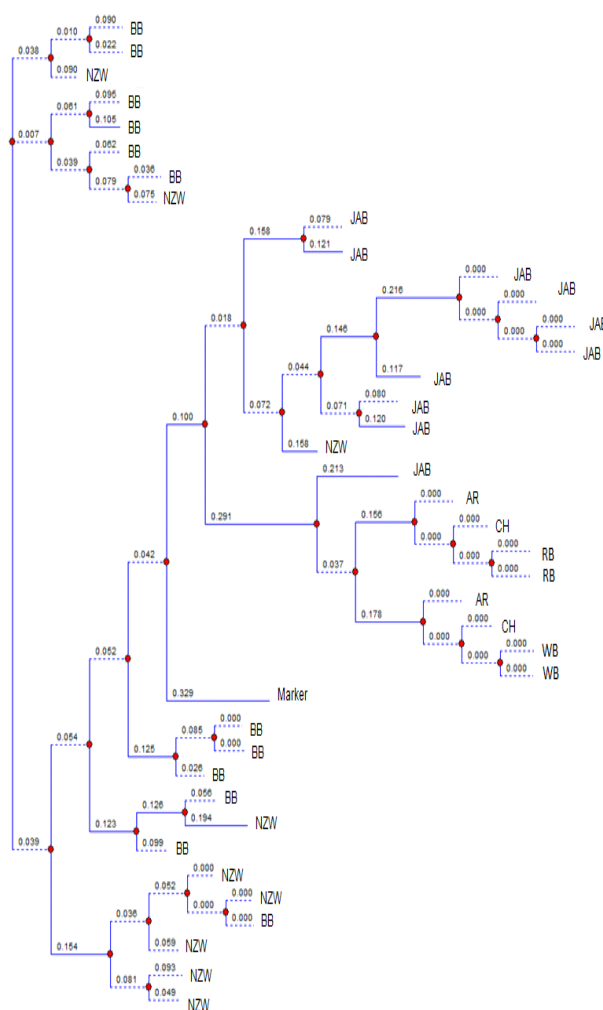 0.090
BB
0.010
0.022
BB
0.038
0.090
NZW
0.095
BB
0.061
0.105
BB
0.007
0.062
BB
0.039
0.036
BB
0.079
0.075
NZW
0.079
JAB
0.158
0.121
JAB
0.000
JAB
0.216
0.000
JAB
0.000
0.000
JAB
0.018
0.146
0.000
0.000
JAB
0.044
0.117
JAB
0.080
JAB
0.072
0.071
0.120
JAB
0.100
0.158
NZW
0.213
JAB
0.000
AR
0.156
0.000
CH
0.291
0.000
0.000
RB
0.000
0.000
RB
0.042
0.037
0.000
AR
0.178
0.000
CH
0.000
0.000
WB
0.052
0.000
0.000
WB
0.329
Marker
0.000
BB
0.085
0.000
BB
0.054
0.125
0.026
BB
0.056
BB
0.126
0.194
NZW
0.123
0.099
BB
0.039
0.000
NZW
0.052
0.000
NZW
0.000
0.036
0.000
BB
0.059
NZW
0.154
0.093
NZW
0.081
0.049
NZW